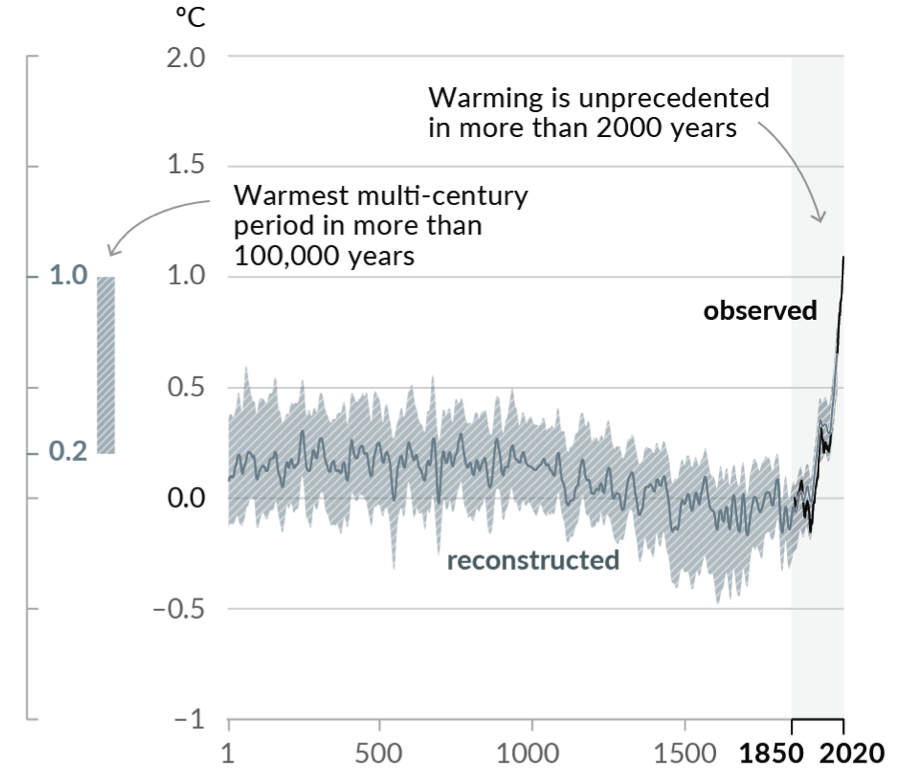 °C
2.0
Warming is unprecedented
in more than 2000 years
1.5
Warmest multi-century
period in more than
100,000 years
1.0
1.0
observed
0.5
0.2
0.0
reconstructed
−0.5
−1
1 500 1000 1500 1850 2020